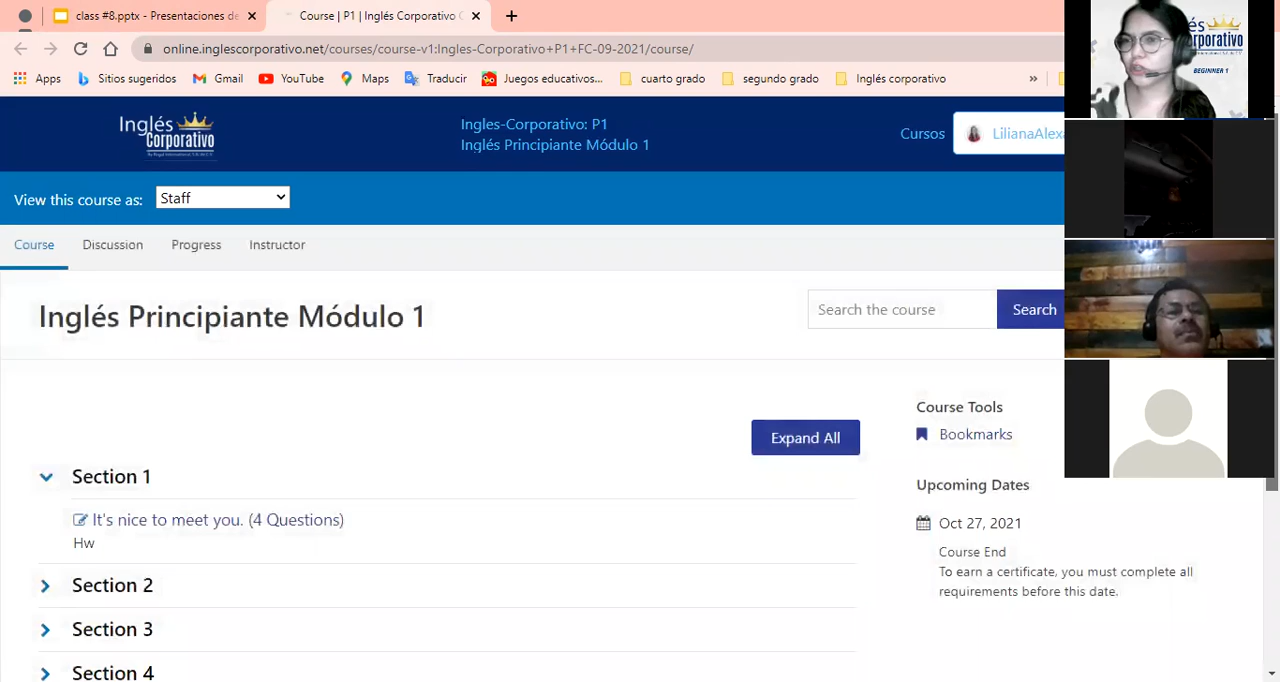 class #8.pptx - Presentaciones de
Course | P1 | Inglés Corporativo C
online.inglescorporativo.net/courses/course-v1:Ingles-Corporativo+P1+FC-09-2021/course/
Apps
Sitios sugeridos
Gmail
YouTube
Maps
Traducir
Juegos educativos...
cuarto grado
segundo grado
Inglés corporativo
»
BEGINNER 1
Inglés
Corporativo
Ingles-Corporativo: P1
Inglés Principiante Módulo 1
Cursos
LilianaAlexa
View this course as:
Staff
Course
Discussion
Progress
Instructor
Inglés Principiante Módulo 1
Search the course
Search
Expand All
Section 1
It's nice to meet you. (4 Questions)
Hw
Section 2
Section 3
Section 4
Course Tools
Bookmarks
Upcoming Dates
Oct 27, 2021
Course End
To earn a certificate, you must complete all
requirements before this date.